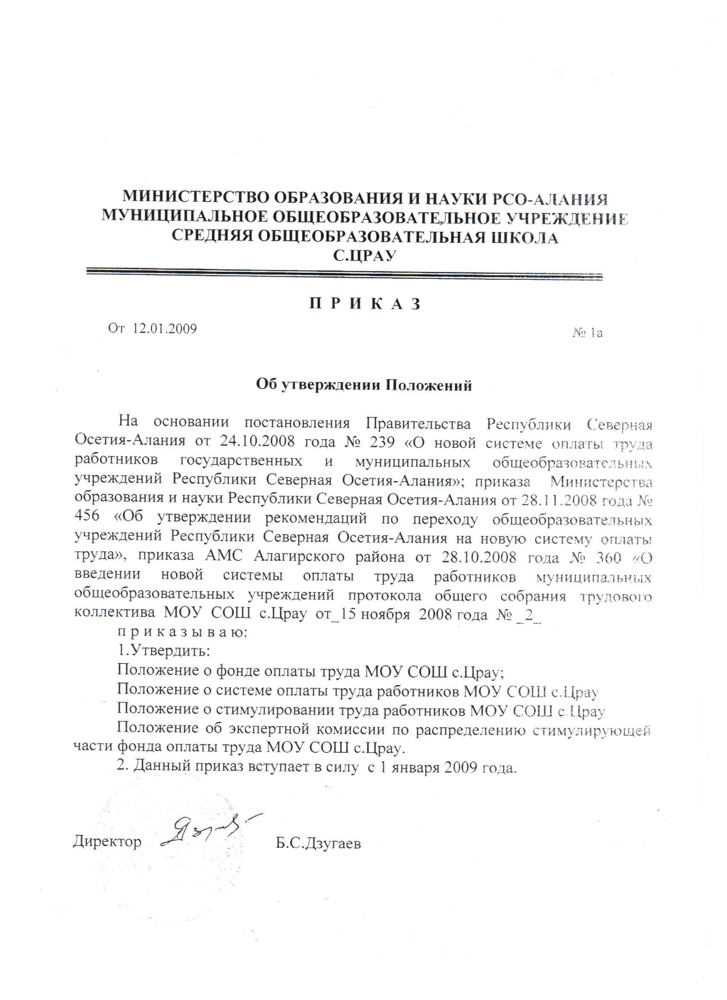 МИНИСТЕРСТВО ОБРАЗОВАНИЯ И НАУКИ РСО-АЛАНИЯ
МУНИЦИПАЛЬНОЕ ОБЩЕОБРАЗОВАТЕЛЬНОЕ УЧРЕЖДЕНИЕ
СРЕДНЯЯ ОБЩЕОБРАЗОВАТЕЛЬНАЯ ШКОЛА
С.ЦРАУ
П Р И К А З
От 12.01.2009 № 1а
Об утверждении Положений
На основании постановления Правительства Республики Северная
Осетия-Алания от 24.10.2008 года № 239 «О новой системе оплаты труда
работников государственных и муниципальных общеобразовательных
учреждений Республики Северная Осетия-Алания»; приказа Министерства
образования и науки Республики Северная Осетия-Алания от 28.11.2008 года №
456 «Об утверждении рекомендаций по переходу общеобразовательных
учреждений Республики Северная Осетия-Алания на новую систему оплаты
труда», приказа АМС Алагирского района от 28.10.2008 года № 360 «О
введении новой системы оплаты труда работников муниципальных
общеобразовательных учреждений протокола общего собрания трудового
коллектива МОУ СОШ с.Црау от_15 ноября 2008 года № _2_
п р и к а з ы в а ю:
1.Утвердить:
Положение о фонде оплаты труда МОУ СОШ с.Црау;
Положение о системе оплаты труда работников МОУ СОШ с.Црау
Положение о стимулировании труда работников МОУ СОШ с.Црау
Положение об экспертной комиссии по распределению стимулирующей
части фонда оплаты труда МОУ СОШ с.Црау.
2. Данный приказ вступает в силу с 1 января 2009 года.
Директор Б.С.Дзугаев